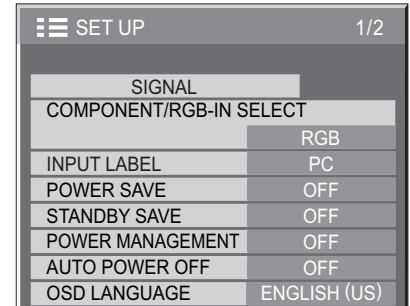 SET UP 1/2
SIGNAL
COMPONENT/RGB-IN SELECT
RGB
INPUT LABEL PC
POWER SAVE OFF
STANDBY SAVE OFF
POWER MANAGEMENT OFF
AUTO POWER OFF OFF
OSD LANGUAGE ENGLISH (US)